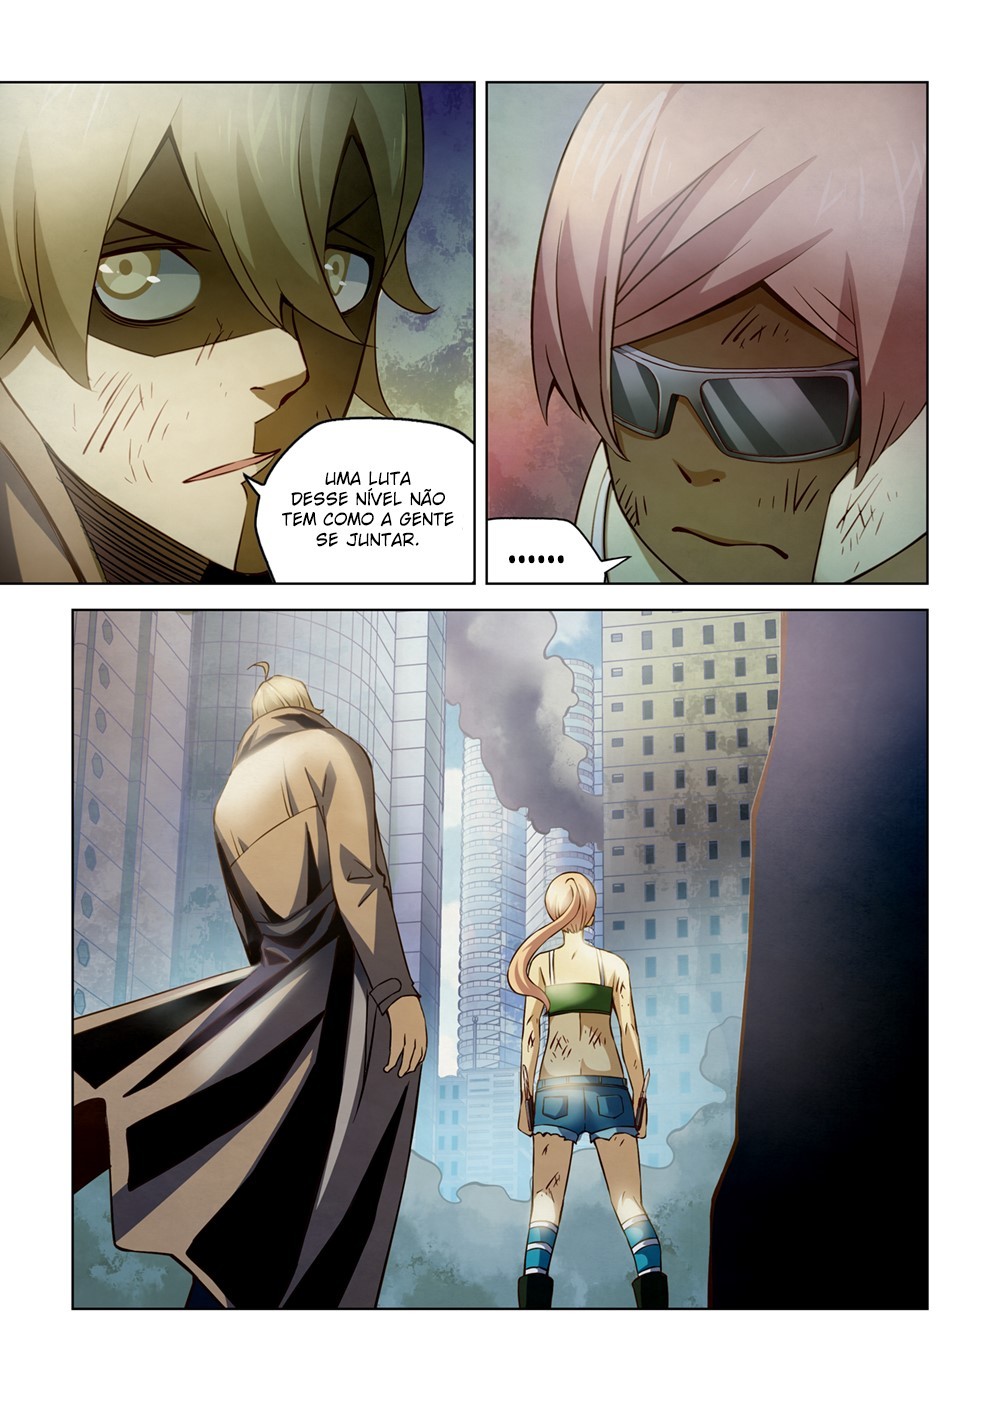 UMA LUTA
DESSE NÍVEL NÃO
TEM COMO A GENTE
SE JUNTAR.
......